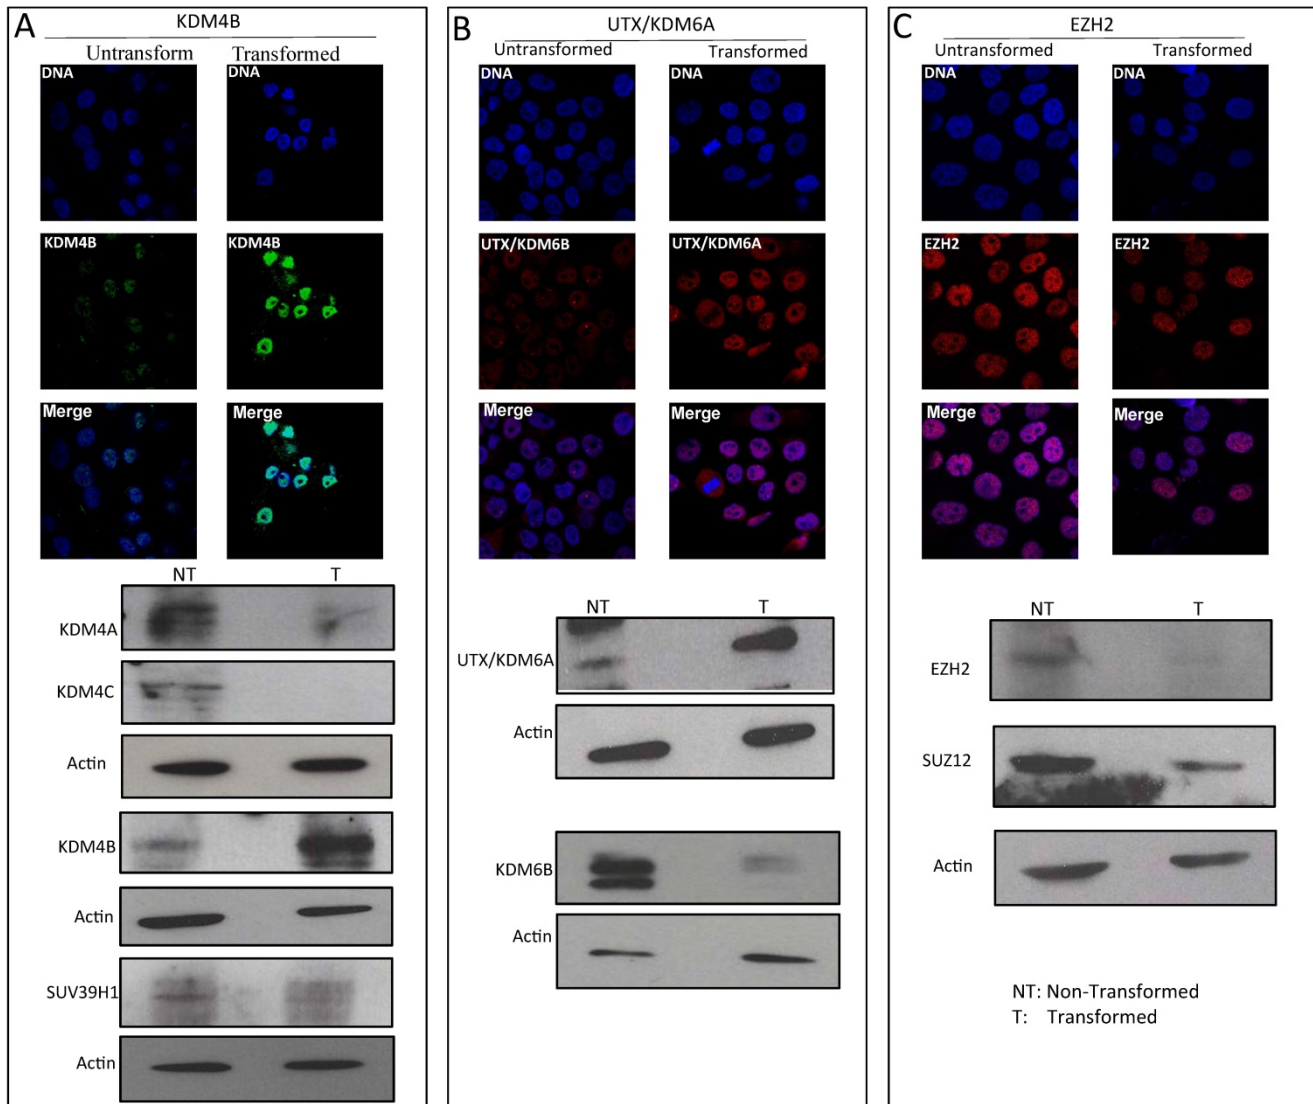 A
KDM4B
Untransform Transformed
DNA DNA
KDM4B KDM4B
Merge Merge
NT T
KDM4A
KDM4C
Actin
KDM4B
Actin
SUV39H1
Actin
B
UTX/KDM6A
Untransformed Transformed
DNA DNA
UTX/KDM6B UTX/KDM6A
Merge Merge
NT T
UTX/KDM6A
Actin
KDM6B
Actin
C
EZH2
Untransformed Transformed
DNA DNA
EZH2 EZH2
Merge Merge
NT T
EZH2
SUZ12
Actin
NT: Non-Transformed
T: Transformed